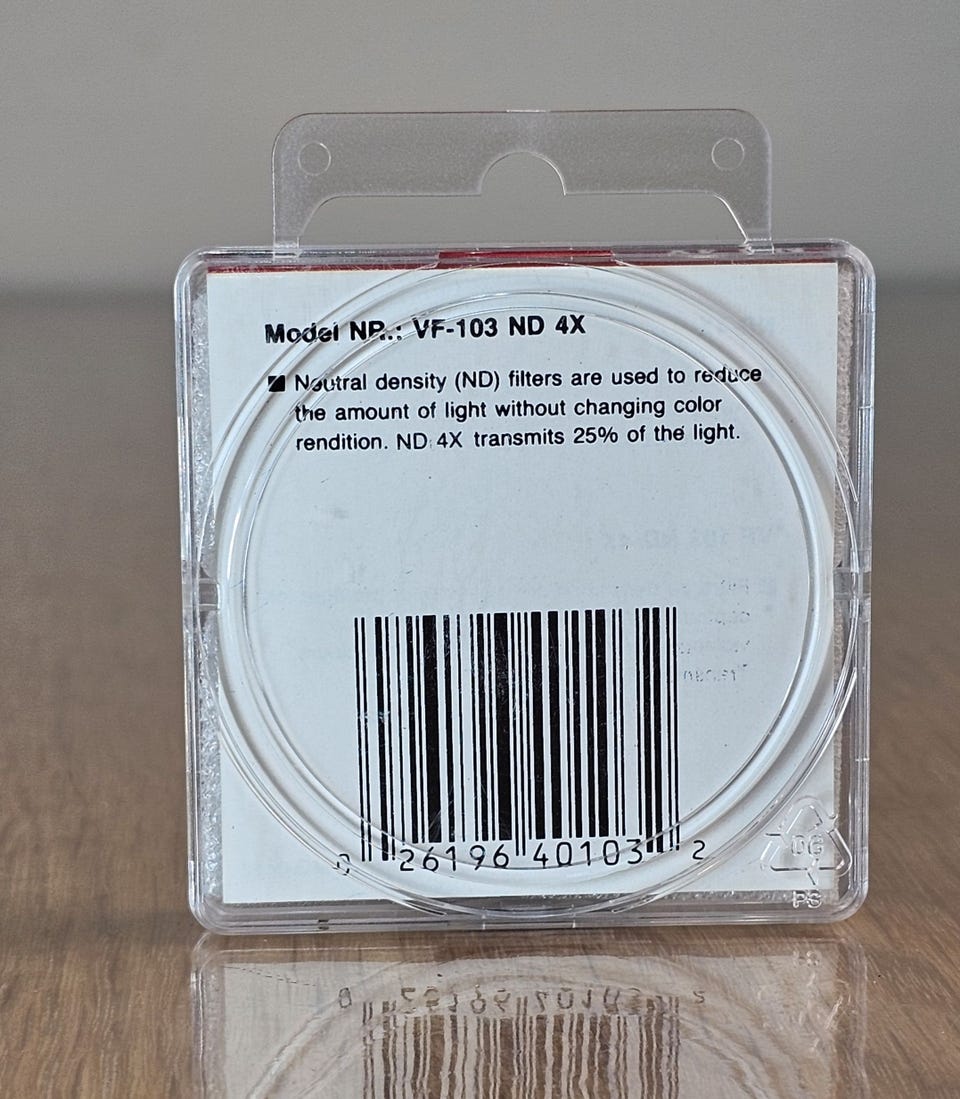 Model NR.: VF-103 ND 4X
Neutral density (ND) filters are used to reduce
the amount of light without changing color
rendition. ND 4X transmits 25% of the light.
0 26196 40103 2
06
PS